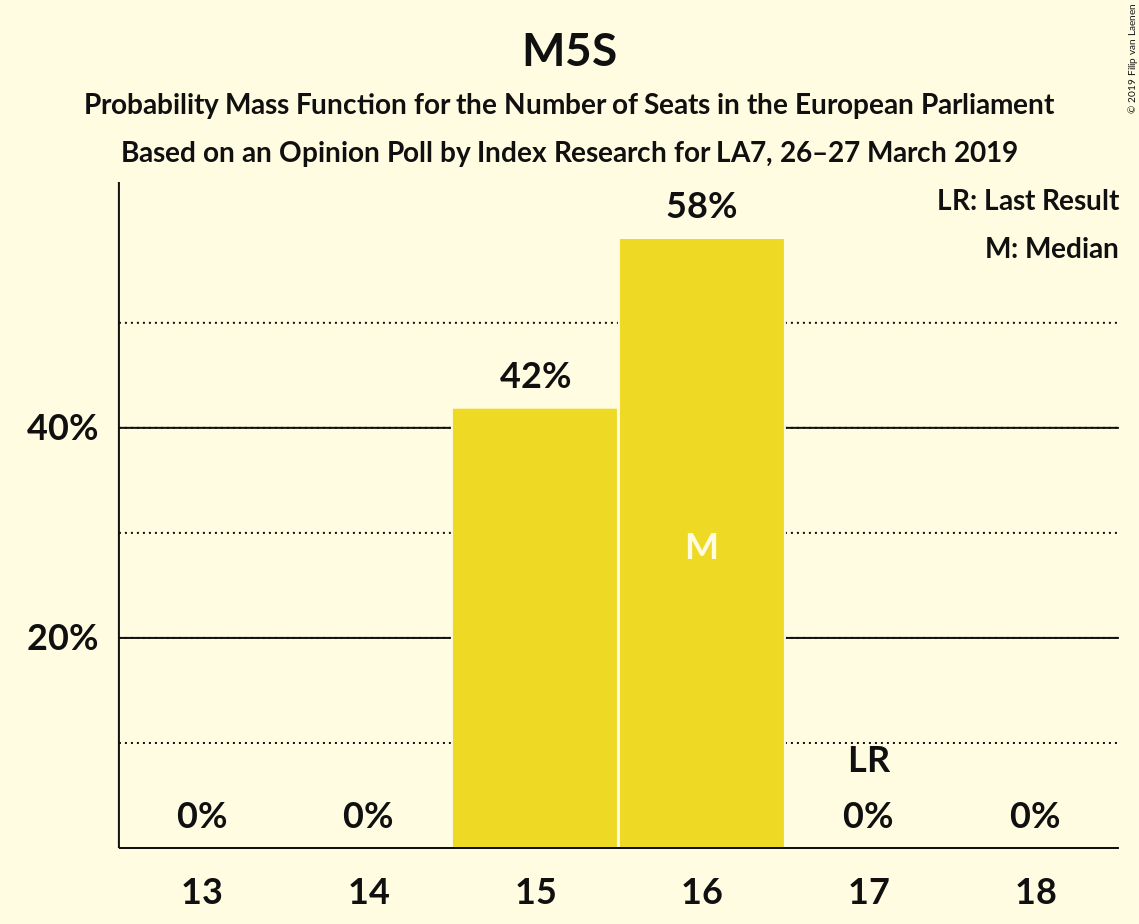 M5S
Probability Mass Function for the Number of Seats in the European Parliament
Based on an Opinion Poll by Index Research for LA7, 26–27 March 2019
© 2019 Filip van Laenen
LR: Last Result
M: Median
58%
42%
40%
M
20%
LR
0%
0%
0%
0%
13
14
15
16
17
18